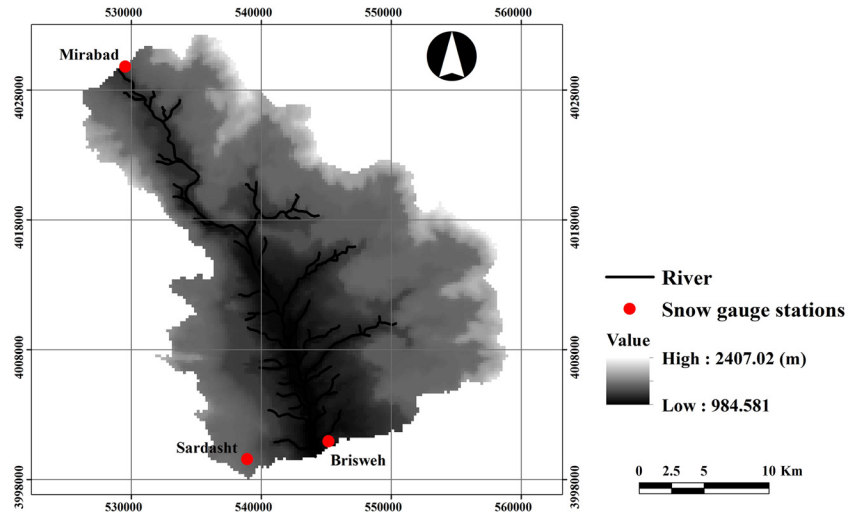 530000 540000 550000 560000
Mirabad
4028000 4028000
4018000 4018000
River
Snow gauge stations
Value
4008000 4008000
High : 2407.02 (m)
Low : 984.581
Sardasht
Brisweh
3998000 3998000
0 2.5 5 10 Km
530000 540000 550000 560000